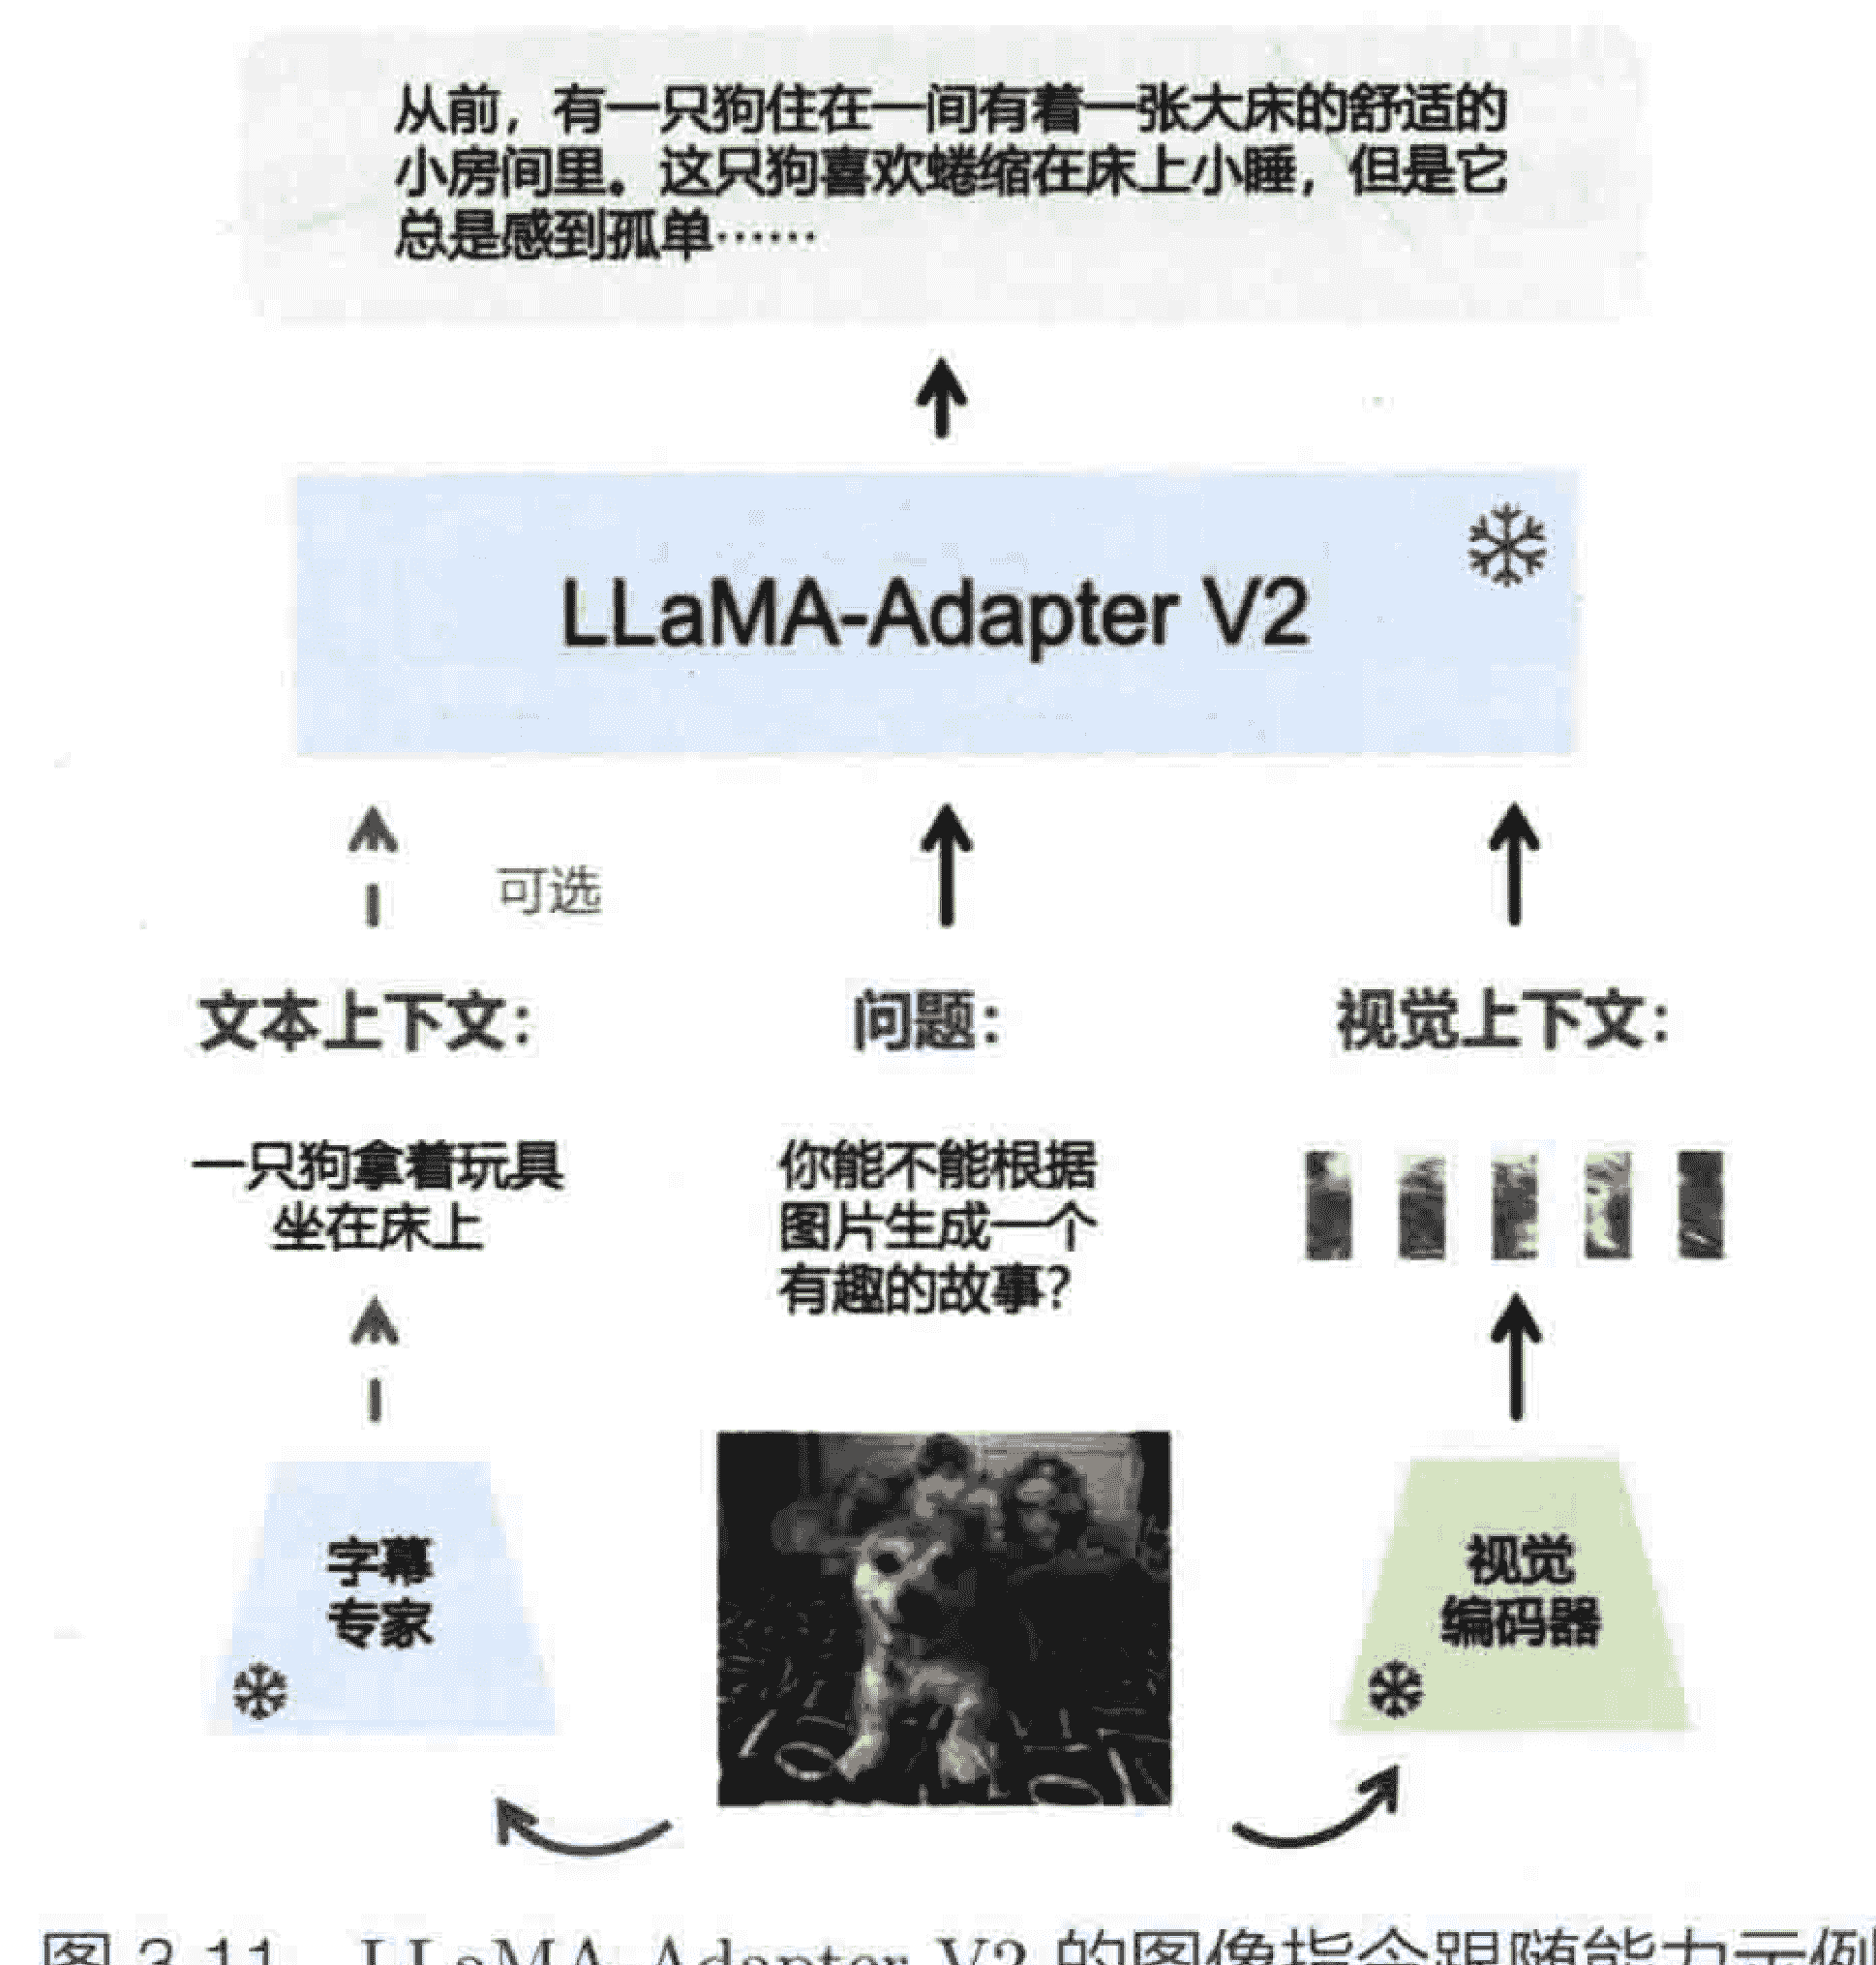 从前，有一只狗住在一间有着一张大床的舒适的
小房间里。这只狗喜欢蜷缩在床上小睡，但是它
总是感到孤单……
LLaMA-Adapter V2
可选
文本上下文：
问题：
视觉上下文：
一只狗拿着玩具
坐在床上
你能不能根据
图片生成一个
有趣的故事？
字幕
专家
视觉
编码器
图 3.11 LLaMA-Adapter V2 的图像指令跟随能力示例